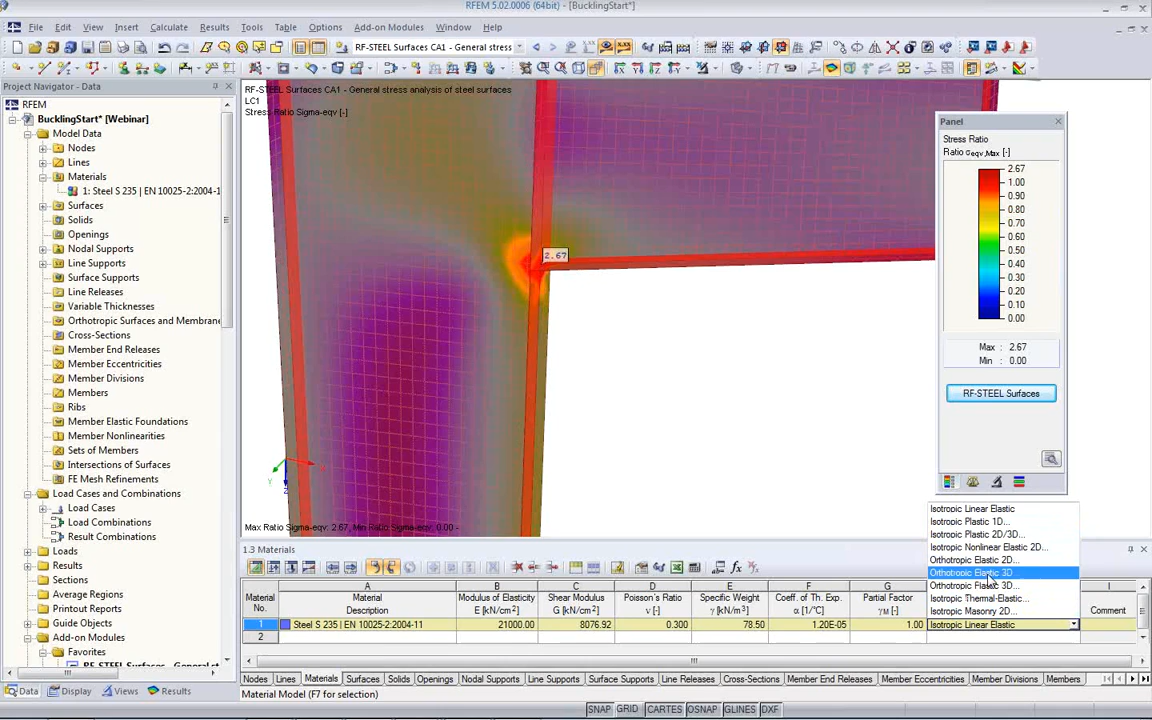 RFEM 5.02.0006 (64bit) - [BucklingStart*]
File Edit View Insert Calculate Results Tools Table Options Add-on Modules Window Help
RF-STEEL Surfaces CA1 - General stress
Project Navigator - Data
RFEM
BucklingStart* [Webinar]
Model Data
Nodes
Lines
Materials
1: Steel S 235 | EN 10025-2:2004-1
Surfaces
Solids
Openings
Nodal Supports
Line Supports
Surface Supports
Line Releases
Variable Thicknesses
Orthotropic Surfaces and Membrane
Cross-Sections
Member End Releases
Member Eccentricities
Member Divisions
Members
Ribs
Member Elastic Foundations
Member Nonlinearities
Sets of Members
Intersections of Surfaces
FE Mesh Refinements
Load Cases and Combinations
Load Cases
Load Combinations
Result Combinations
Loads
Results
Sections
Average Regions
Printout Reports
Guide Objects
Add-on Modules
Favorites
RF-STEEL Surfaces - General st
Data Display Views Results
RF-STEEL Surfaces CA1 - General stress analysis of steel surfaces
LC1
Stress Ratio Sigma-eqv [-]
2.67
Y
Z
Max Ratio Sigma-eqv: 2.67, Min Ratio Sigma-eqv: 0.00 -
Panel
Stress Ratio
Ratio σeqv,Max [-]
2.67
1.00
0.90
0.80
0.70
0.60
0.50
0.40
0.30
0.20
0.10
0.00
Max : 2.67
Min : 0.00
RF-STEEL Surfaces
Isotropic Linear Elastic
Isotropic Plastic 1D...
Isotropic Plastic 2D/3D...
Isotropic Nonlinear Elastic 2D...
Orthotropic Elastic 2D...
Orthotropic Elastic 3D
Orthotropic Plastic 3D...
Isotropic Thermal-Elastic...
Isotropic Masonry 2D...
1.3 Materials
A B C D E F G I
Material No. Material Description Modulus of Elasticity E [kN/cm²] Shear Modulus G [kN/cm²] Poisson's Ratio ν [-] Specific Weight γ [kN/m³] Coeff. of Th. Exp. α [1/°C] Partial Factor γM [-] Comment
1 Steel S 235 | EN 10025-2:2004-11 21000.00 8076.92 0.300 78.50 1.20E-05 1.00 Isotropic Linear Elastic
2
Nodes Lines Materials Surfaces Solids Openings Nodal Supports Line Supports Surface Supports Line Releases Cross-Sections Member End Releases Member Eccentricities Member Divisions Members
Material Model (F7 for selection)
SNAP GRID CARTES OSNAP GLINES DXF